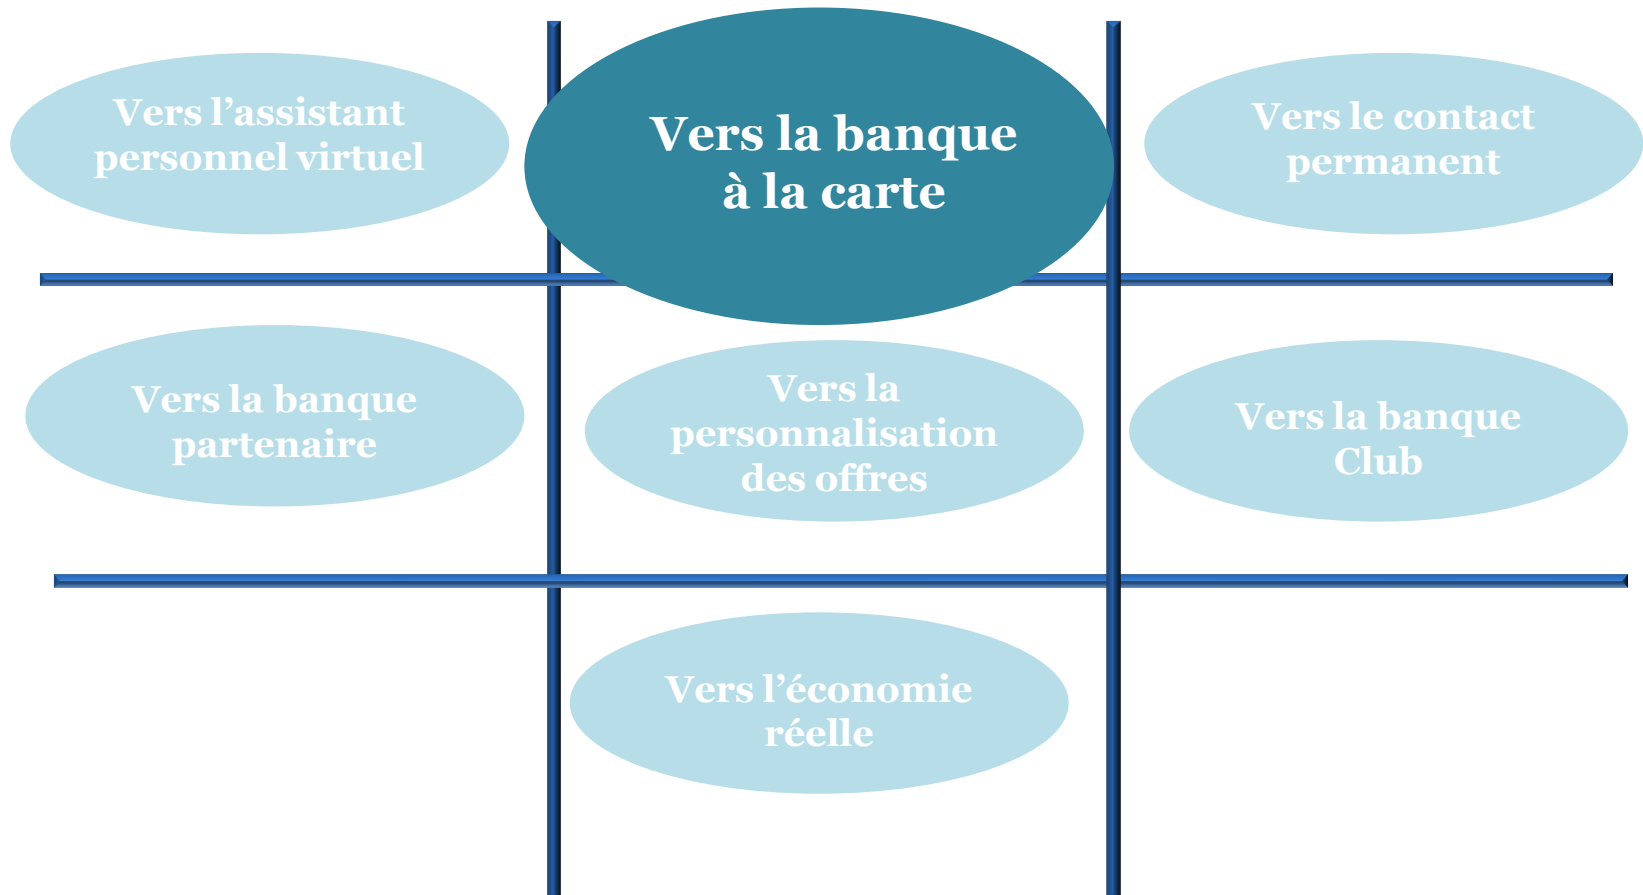 Vers l’assistant
personnel virtuel
Vers la banque
à la carte
Vers le contact
permanent
Vers la banque
partenaire
Vers la
personnalisation
des offres
Vers la banque
Club
Vers l’économie
réelle